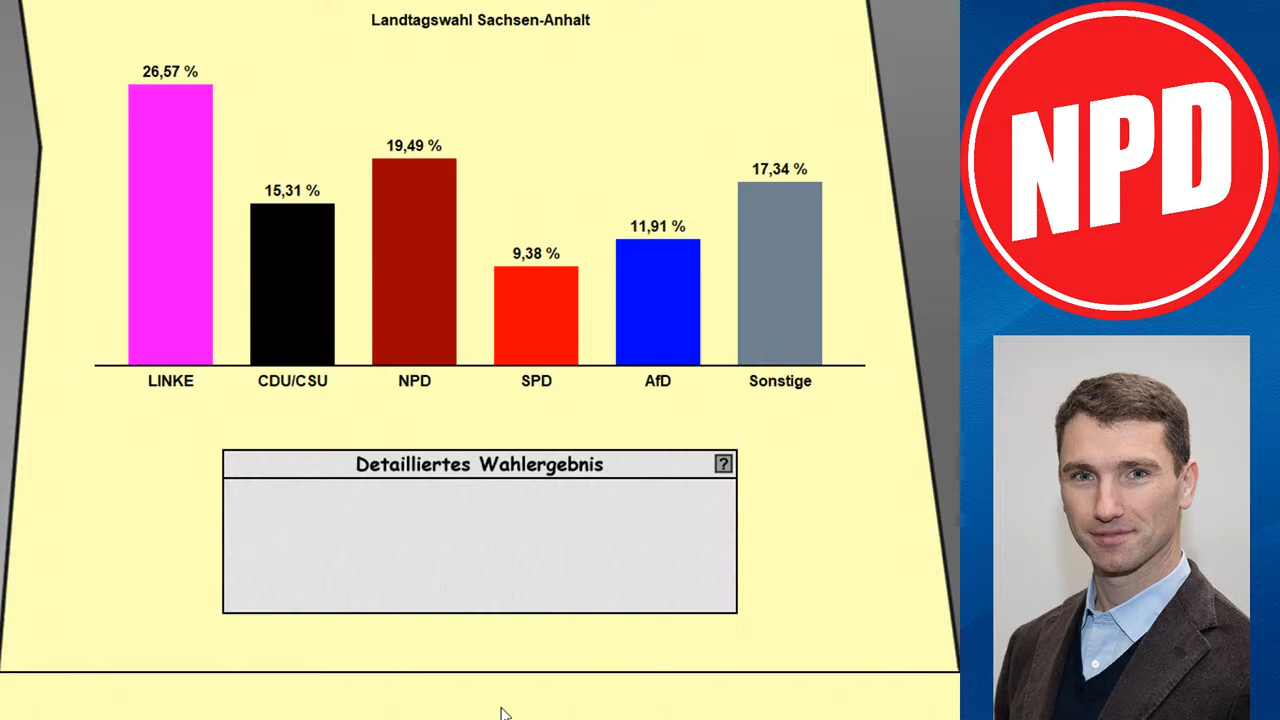 Landtagswahl Sachsen-Anhalt
26,57 %
15,31 %
19,49 %
9,38 %
11,91 %
17,34 %
LINKE
CDU/CSU
NPD
SPD
AfD
Sonstige
Detailliertes Wahlergebnis
?
NPD